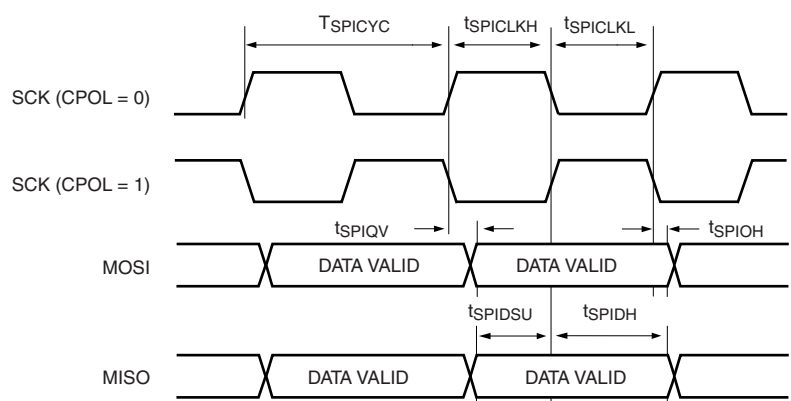 TSPICYC tSPICLKH tSPICLKL
SCK (CPOL = 0)
SCK (CPOL = 1)
tSPIQV tSPIOH
MOSI DATA VALID DATA VALID
tSPIDSU tSPIDH
MISO DATA VALID DATA VALID